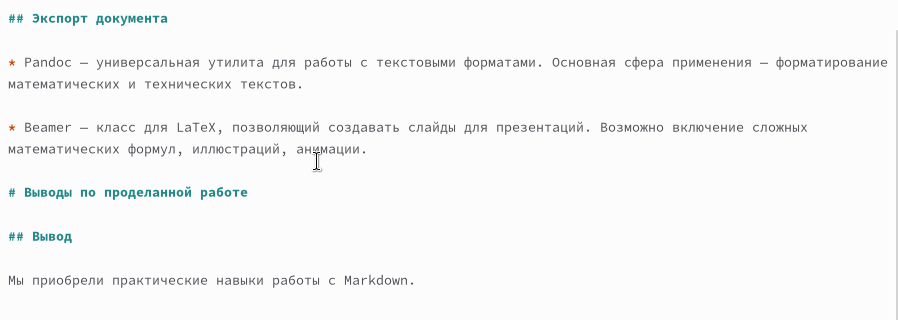 ## Экспорт документа
* Pandoc — универсальная утилита для работы с текстовыми форматами. Основная сфера применения — форматирование
математических и технических текстов.
* Beamer — класс для LaTeX, позволяющий создавать слайды для презентаций. Возможно включение сложных
математических формул, иллюстраций, анимации.
# Выводы по проделанной работе
## Вывод
Мы приобрели практические навыки работы с Markdown.